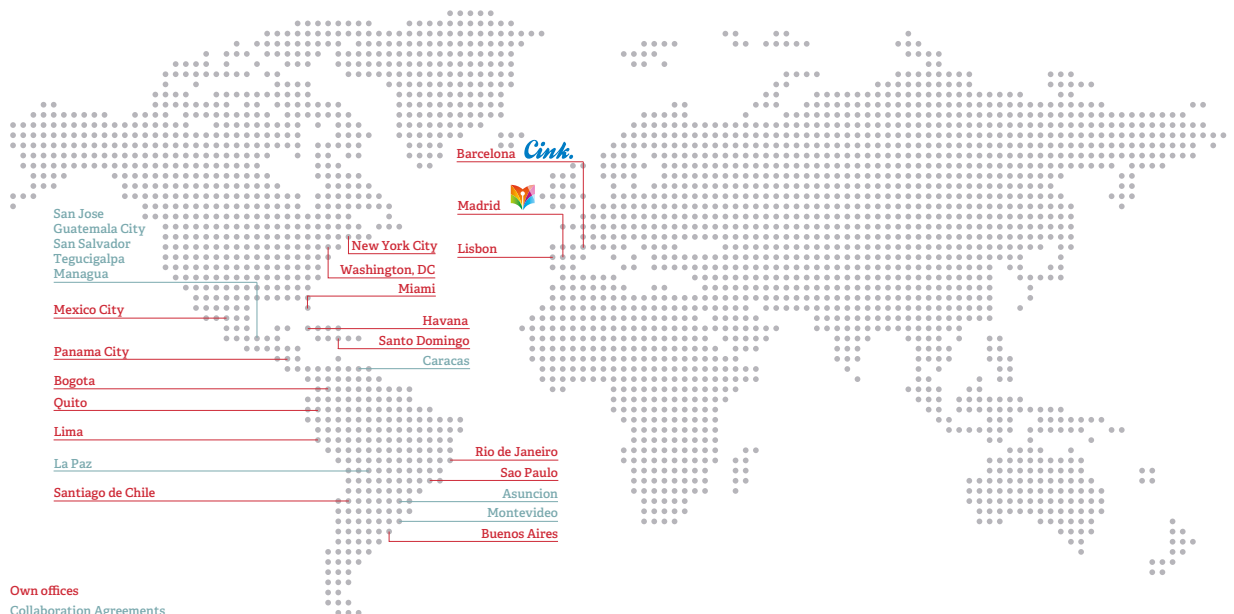 Barcelona Cink.
Madrid
Lisbon
San Jose
Guatemala City
San Salvador
Tegucigalpa
Managua
New York City
Washington, DC
Miami
Mexico City
Havana
Santo Domingo
Panama City
Caracas
Bogota
Quito
Lima
Rio de Janeiro
La Paz
Sao Paulo
Santiago de Chile
Asuncion
Montevideo
Buenos Aires
Own offices
Collaboration Agreements